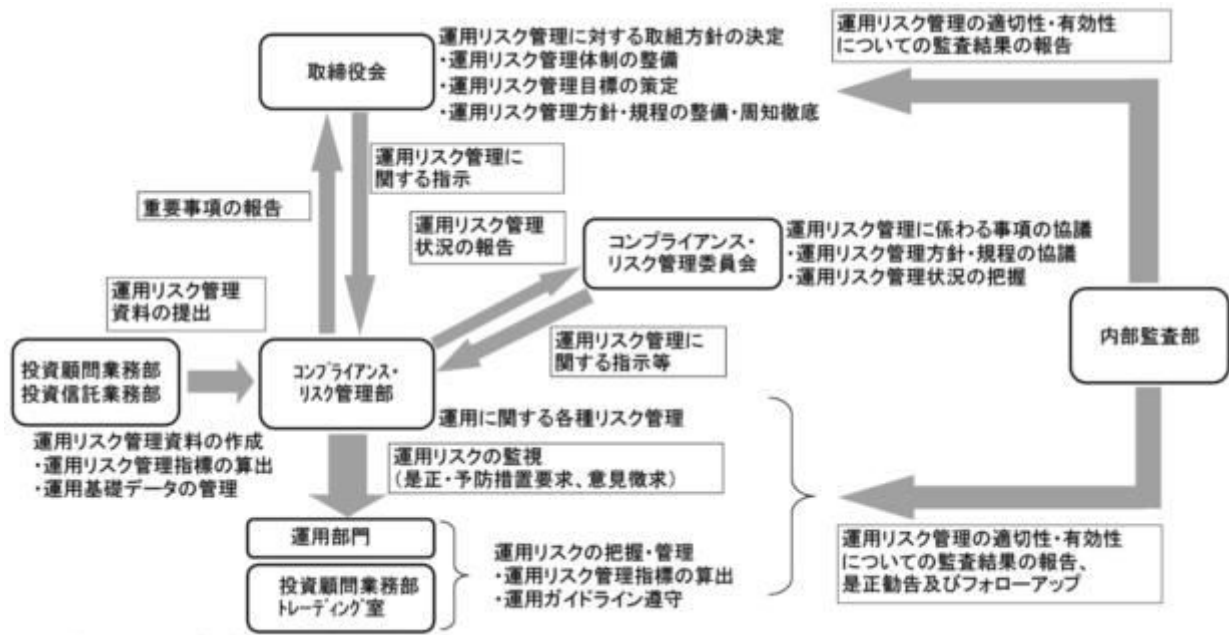 取締役会
運用リスク管理に対する取組方針の決定
・運用リスク管理体制の整備
・運用リスク管理目標の策定
・運用リスク管理方針・規程の整備・周知徹底
運用リスク管理の適切性・有効性
についての監査結果の報告
運用リスク管理に
関する指示
重要事項の報告
運用リスク管理
状況の報告
コンプライアンス・
リスク管理委員会
運用リスク管理に係わる事項の協議
・運用リスク管理方針・規程の協議
・運用リスク管理状況の把握
運用リスク管理
資料の提出
運用リスク管理に
関する指示等
内部監査部
投資顧問業務部
投資信託業務部
コンプライアンス・
リスク管理部
運用に関する各種リスク管理
運用リスク管理資料の作成
・運用リスク管理指標の算出
・運用基礎データの管理
運用リスクの監視
(是正・予防措置要求、意見徴求)
運用部門
投資顧問業務部
トレーディング室
運用リスクの把握・管理
・運用リスク管理指標の算出
・運用ガイドライン遵守
運用リスク管理の適切性・有効性
についての監査結果の報告、
是正勧告及びフォローアップ